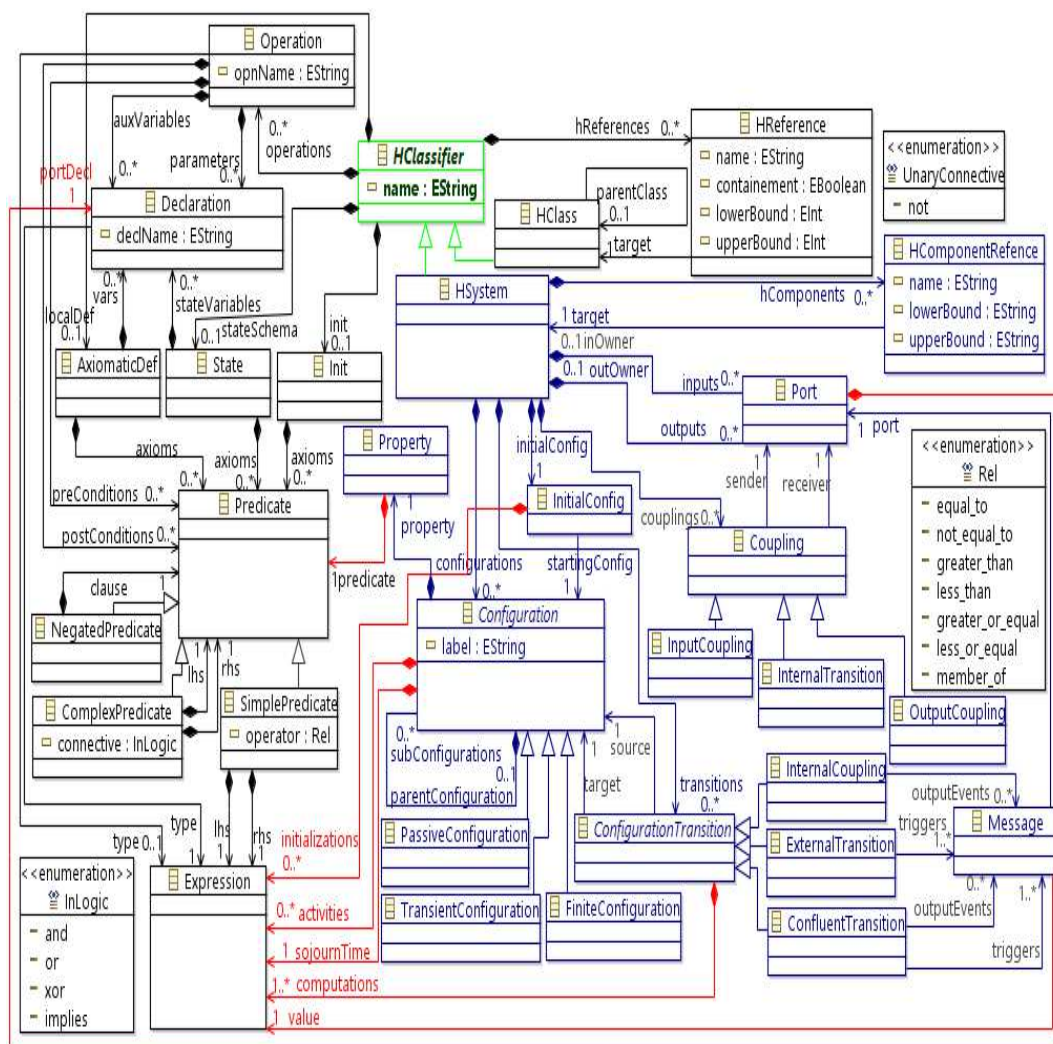 Operation
opnName : EString
auxVariables
0..*
parameters
0..*
0..*
operations
HClassifier
name : EString
hReferences
0..*
HReference
name : EString
containement : EBoolean
lowerBound : EInt
upperBound : EInt
<<enumeration>>
UnaryConnective
not
portDecl
1
Declaration
declName : EString
HClass
parentClass
0..1
1
target
localDef
0..1
vars
0..*
0..*
stateVariables
0..1
stateSchema
init
0..1
HSystem
hComponents
0..*
HComponentRefence
name : EString
lowerBound : EString
upperBound : EString
1
target
0..1
inOwner
0..1
outOwner
inputs
0..*
outputs
0..*
Port
1
port
AxiomaticDef
State
Init
axioms
0..*
axioms
0..*
axioms
0..*
preConditions
0..*
postConditions
0..*
Predicate
Property
1
property
initialConfig
1
InitialConfig
couplings
0..*
1
sender
1
receiver
Coupling
<<enumeration>>
Rel
equal_to
not_equal_to
greater_than
less_than
greater_or_equal
less_or_equal
member_of
1predicate
configurations
0..*
startingConfig
1
clause
1
NegatedPredicate
1
lhs
1
rhs
Configuration
label : EString
InputCoupling
InternalTransition
OutputCoupling
ComplexPredicate
connective : InLogic
SimplePredicate
operator : Rel
0..*
subConfigurations
0..1
parentConfiguration
1
source
1
target
transitions
0..*
InternalCoupling
outputEvents
0..*
Message
ConfigurationTransition
PassiveConfiguration
TransientConfiguration
FiniteConfiguration
ExternalTransition
triggers
1..*
ConfluentTransition
0..*
outputEvents
1..*
triggers
type
0..1
type
1
lhs
1
rhs
1
initializations
0..*
Expression
0..*
activities
1
sojournTime
1..*
computations
1
value
<<enumeration>>
InLogic
and
or
xor
implies